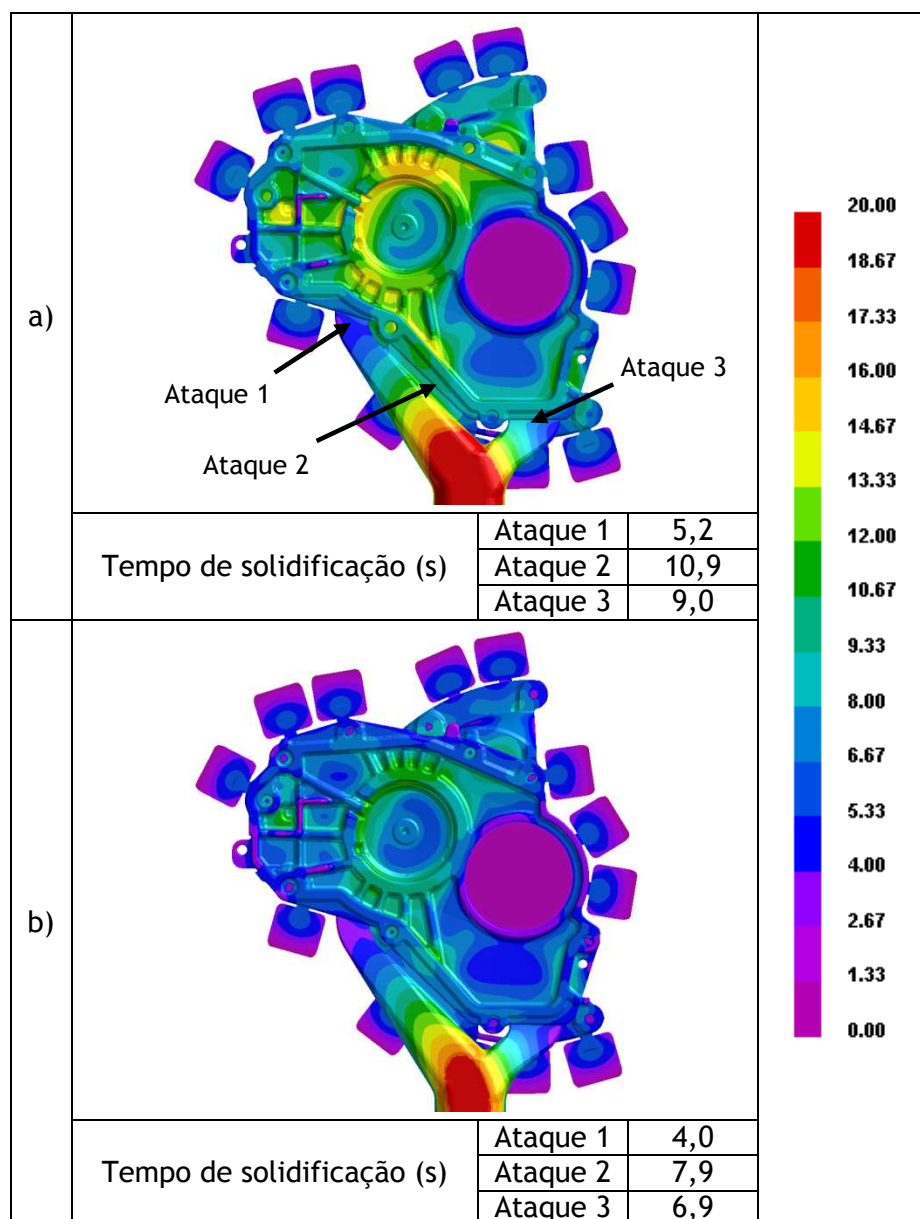 a)
Ataque 1
Ataque 2
Ataque 3
Tempo de solidificação (s)
Ataque 1 5,2
Ataque 2 10,9
Ataque 3 9,0
b)
Tempo de solidificação (s)
Ataque 1 4,0
Ataque 2 7,9
Ataque 3 6,9
20.00
18.67
17.33
16.00
14.67
13.33
12.00
10.67
9.33
8.00
6.67
5.33
4.00
2.67
1.33
0.00